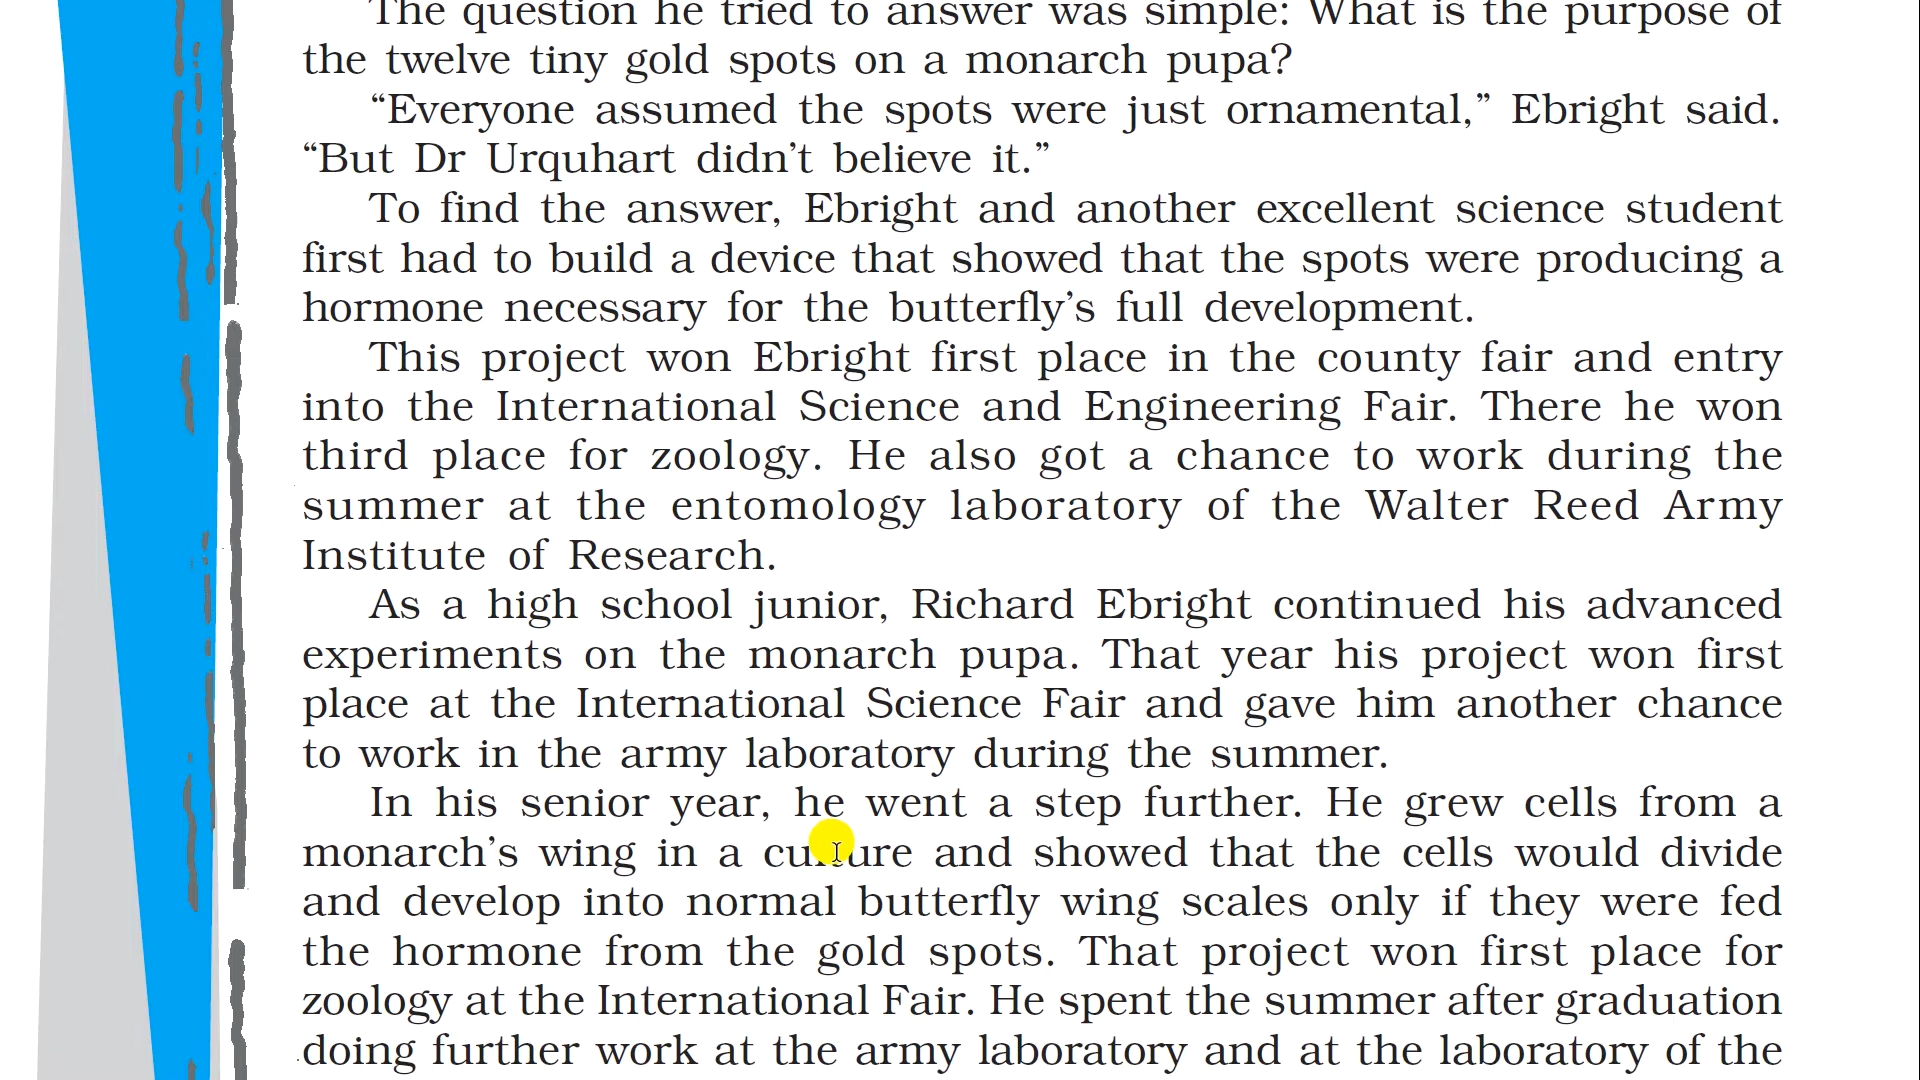 The question he tried to answer was simple: What is the purpose of
the twelve tiny gold spots on a monarch pupa?
“Everyone assumed the spots were just ornamental,” Ebright said.
“But Dr Urquhart didn’t believe it.”
To find the answer, Ebright and another excellent science student
first had to build a device that showed that the spots were producing a
hormone necessary for the butterfly’s full development.
This project won Ebright first place in the county fair and entry
into the International Science and Engineering Fair. There he won
third place for zoology. He also got a chance to work during the
summer at the entomology laboratory of the Walter Reed Army
Institute of Research.
As a high school junior, Richard Ebright continued his advanced
experiments on the monarch pupa. That year his project won first
place at the International Science Fair and gave him another chance
to work in the army laboratory during the summer.
In his senior year, he went a step further. He grew cells from a
monarch’s wing in a culture and showed that the cells would divide
and develop into normal butterfly wing scales only if they were fed
the hormone from the gold spots. That project won first place for
zoology at the International Fair. He spent the summer after graduation
doing further work at the army laboratory and at the laboratory of the